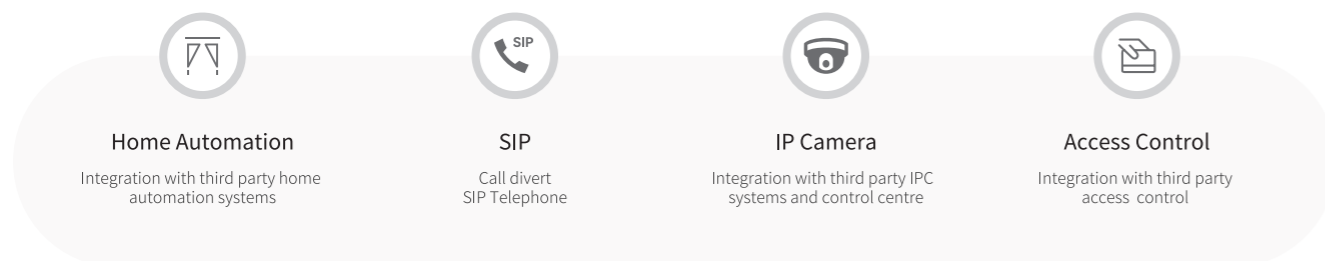 SIP
Home Automation
Integration with third party home
automation systems
SIP
Call divert
SIP Telephone
IP Camera
Integration with third party IPC
systems and control centre
Access Control
Integration with third party
access  control